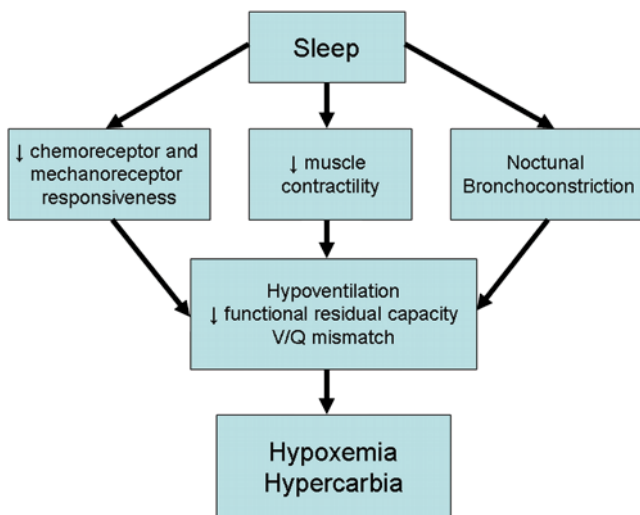 Sleep
↓ chemoreceptor and
mechanoreceptor
responsiveness
↓ muscle
contractility
Noctunal
Bronchoconstriction
Hypoventilation
↓ functional residual capacity
V/Q mismatch
Hypoxemia
Hypercarbia